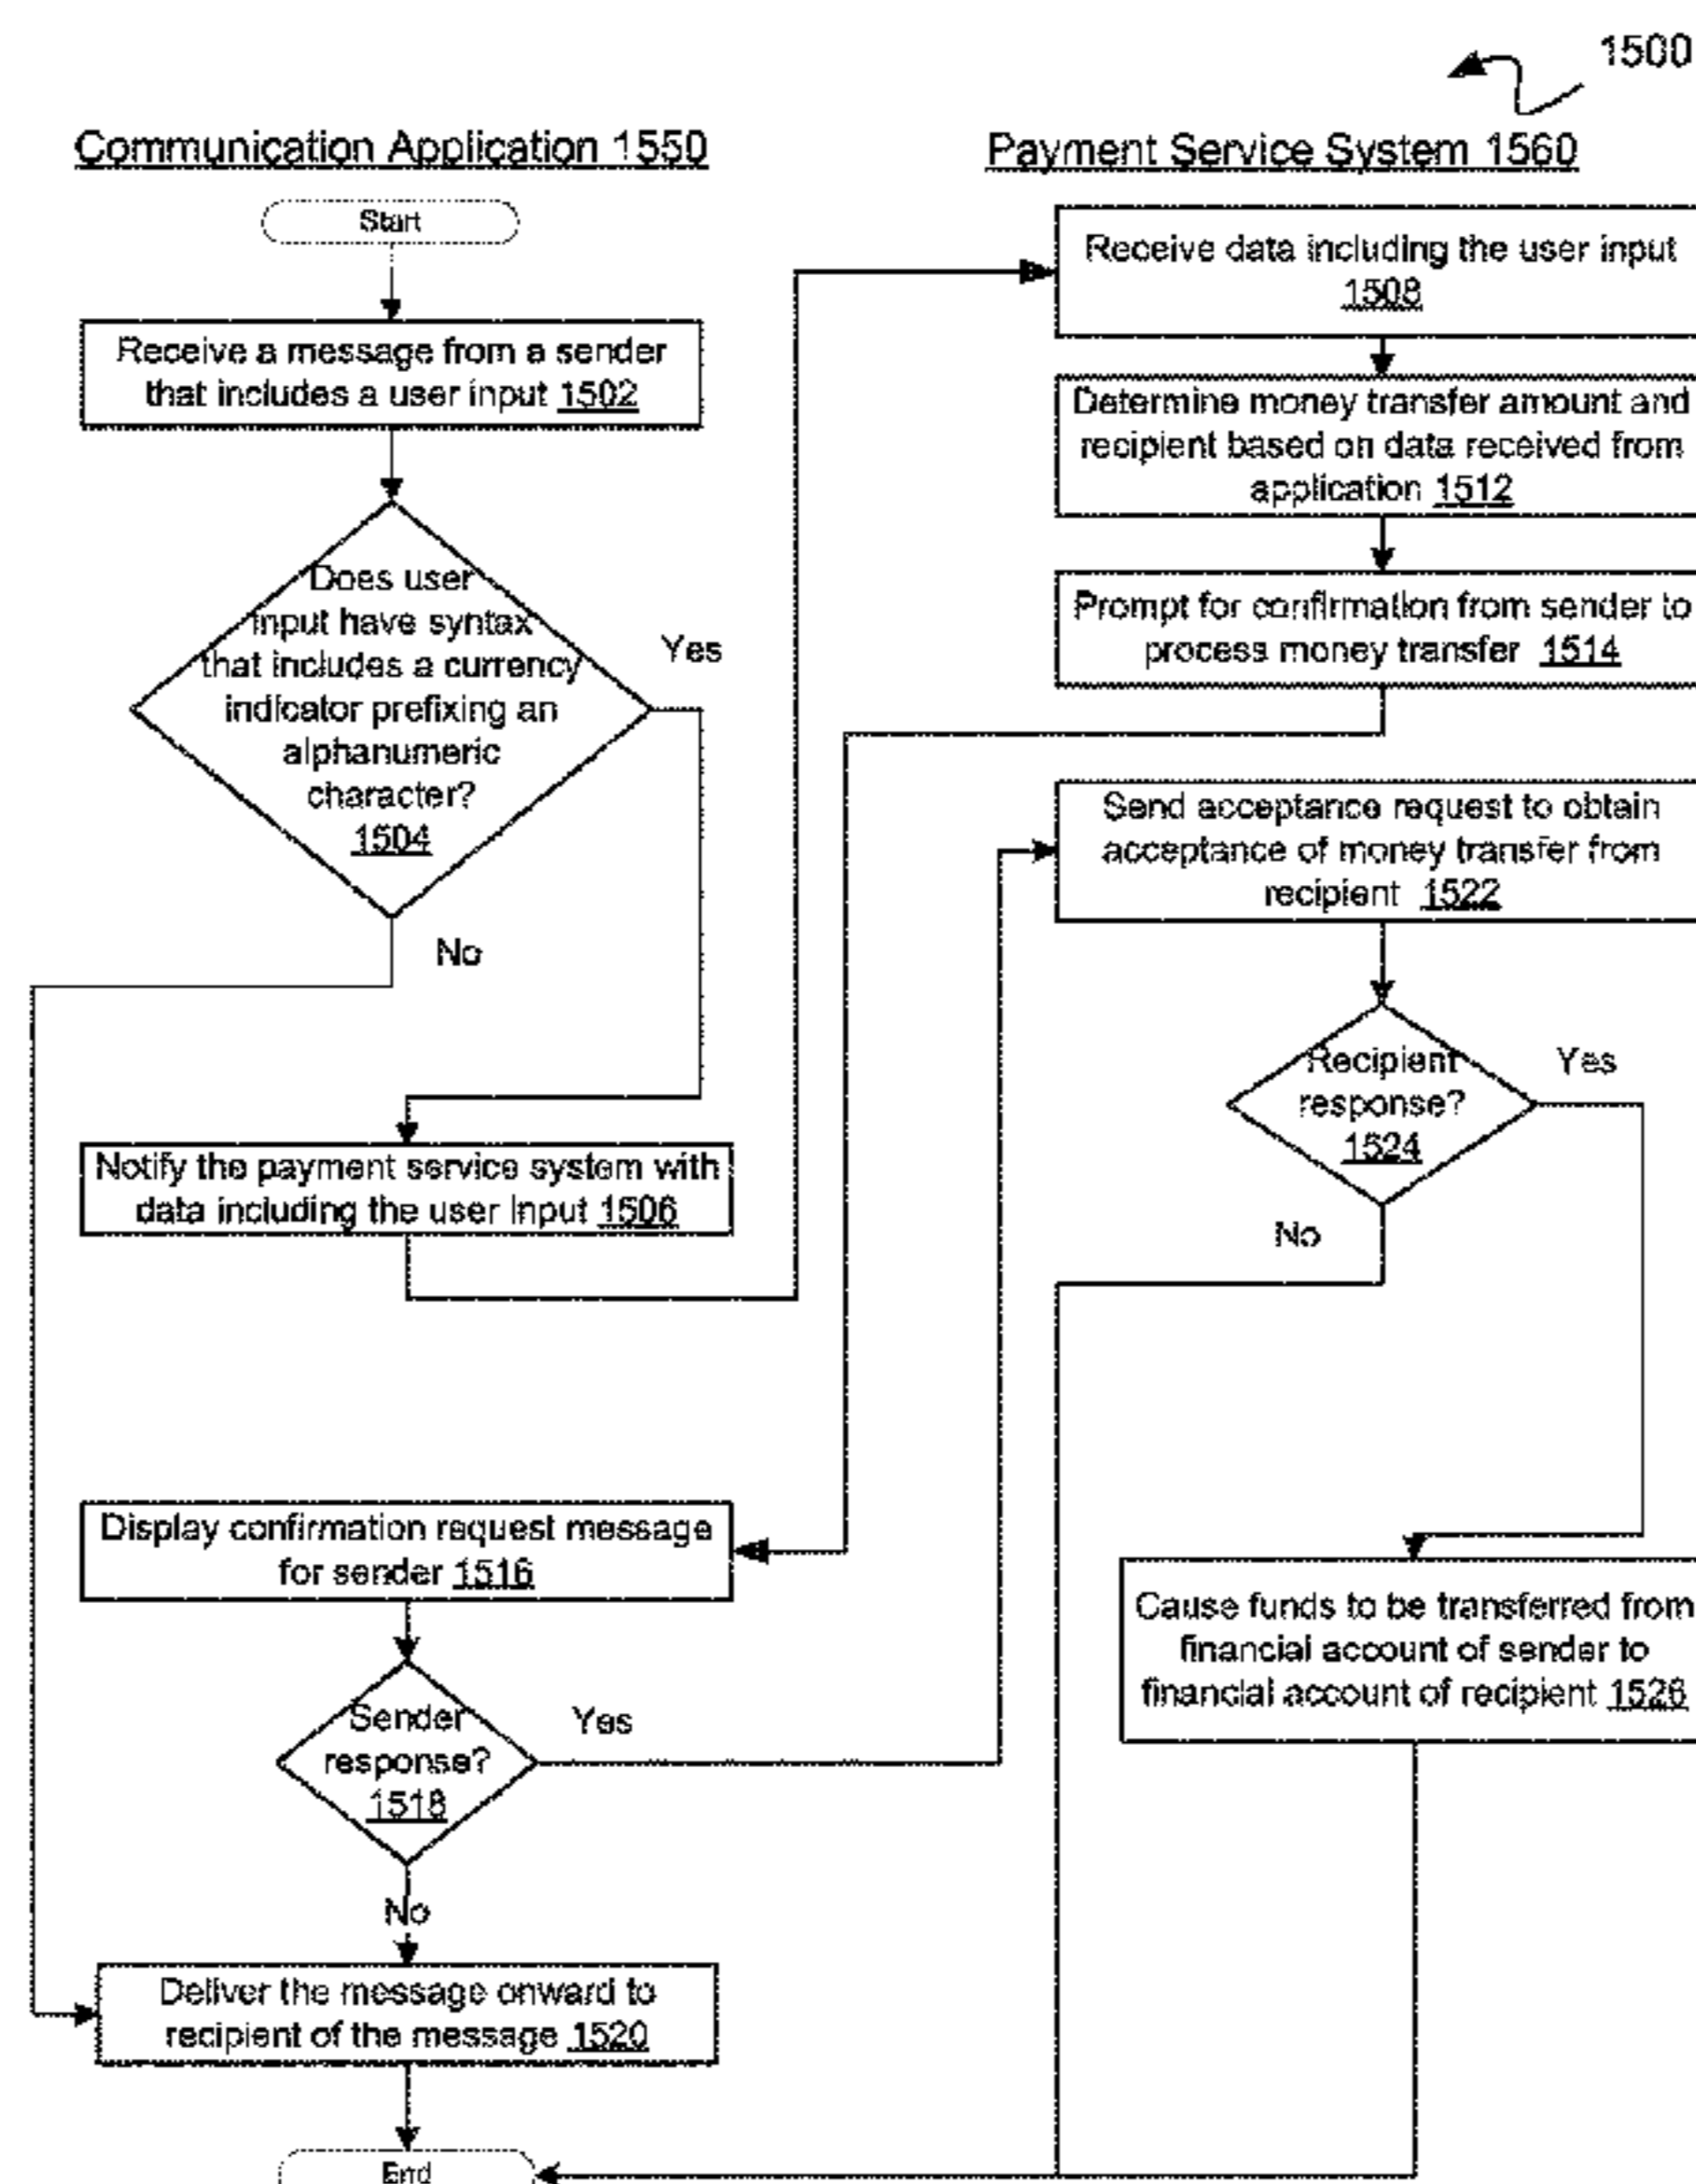 1500
Communication Application 1550
Payment Service System 1560
Start
Receive a message from a sender
that includes a user input 1502
Does user
input have syntax
that includes a currency
indicator prefixing an
alphanumeric
character?
1504
Yes
No
Notify the payment service system with
data including the user Input 1506
Receive data including the user input
1508
Determine money transfer amount and
recipient based on data received from
application 1512
Prompt for confirmation from sender to
process money transfer 1514
Display confirmation request message
for sender 1516
Sender
response?
1518
Yes
No
Deliver the message onward to
recipient of the message 1520
Send acceptance request to obtain
acceptance of money transfer from
recipient 1522
Recipient
response?
1524
Yes
No
Cause funds to be transferred from
financial account of sender to
financial account of recipient 1526
End